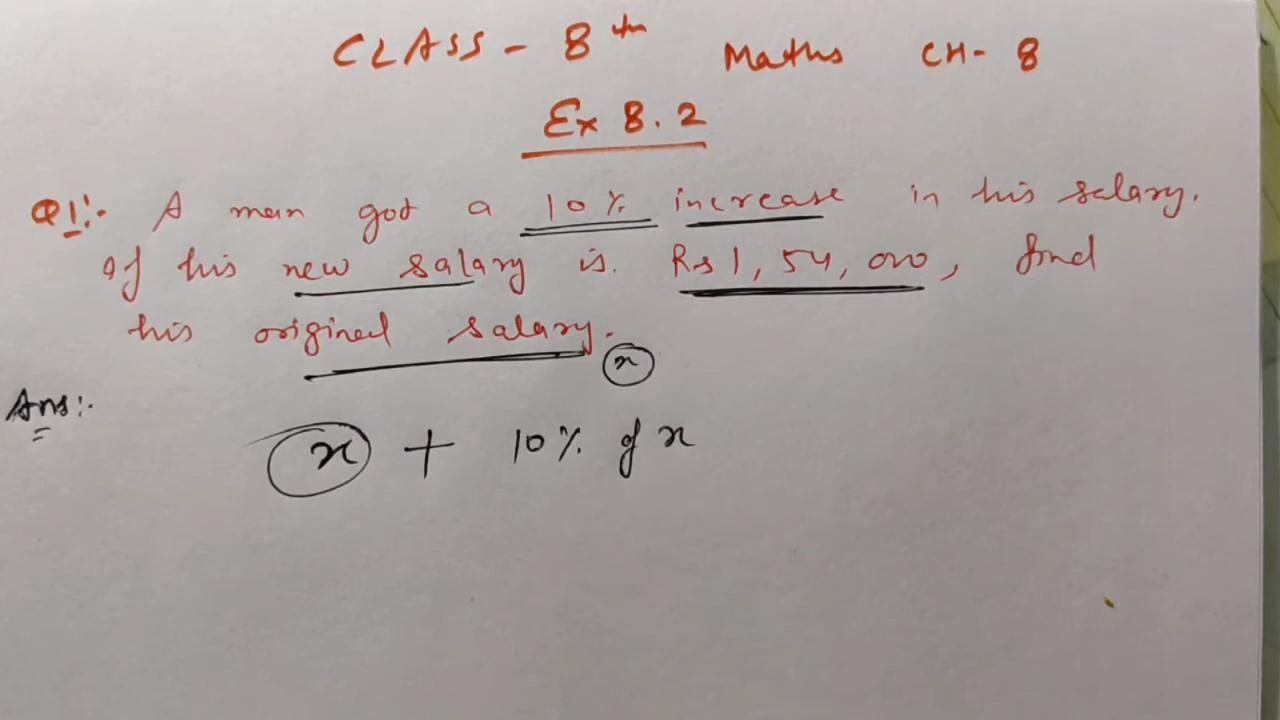 CLASS - 8th Maths CH- 8
Ex 8.2
Q1:- A man got a 10% increase in his salary.
If his new salary is Rs 1,54,000, find
his original salary.
x
Ans:-
x + 10% of x